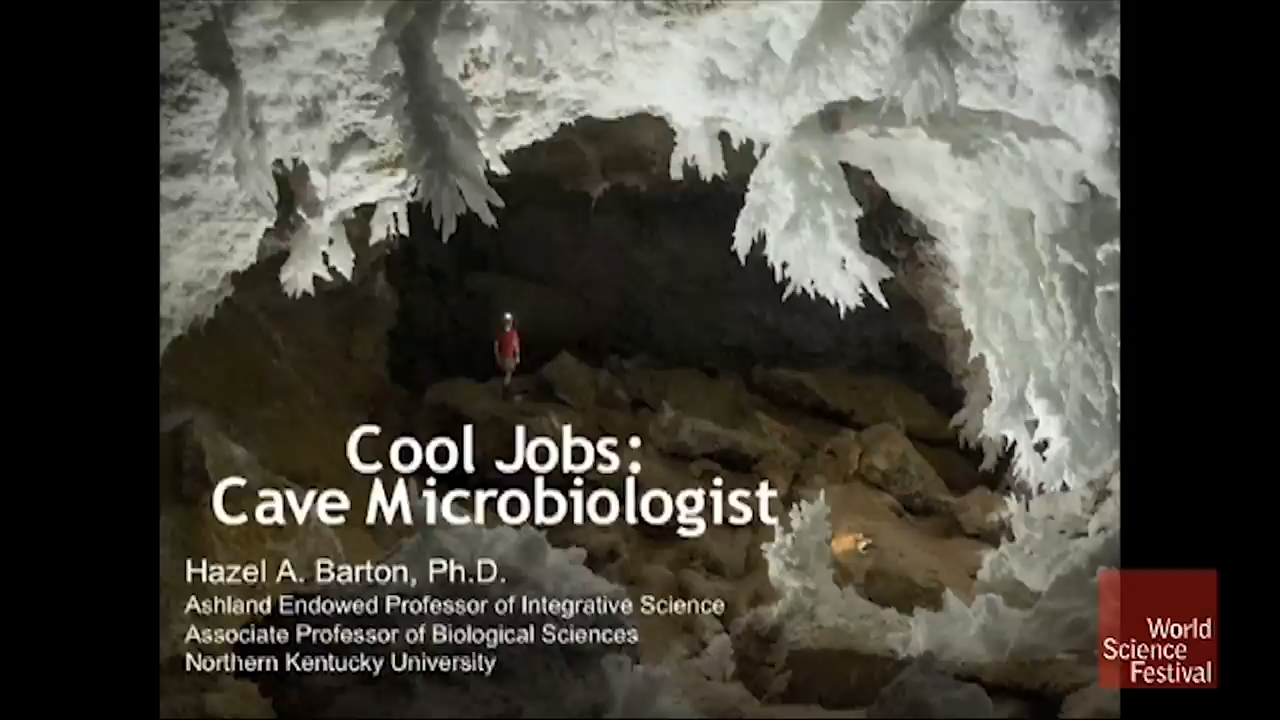 Cool Jobs:
Cave Microbiologist
Hazel A. Barton, Ph.D.
Ashland Endowed Professor of Integrative Science
Associate Professor of Biological Sciences
Northern Kentucky University
World
Science
Festival